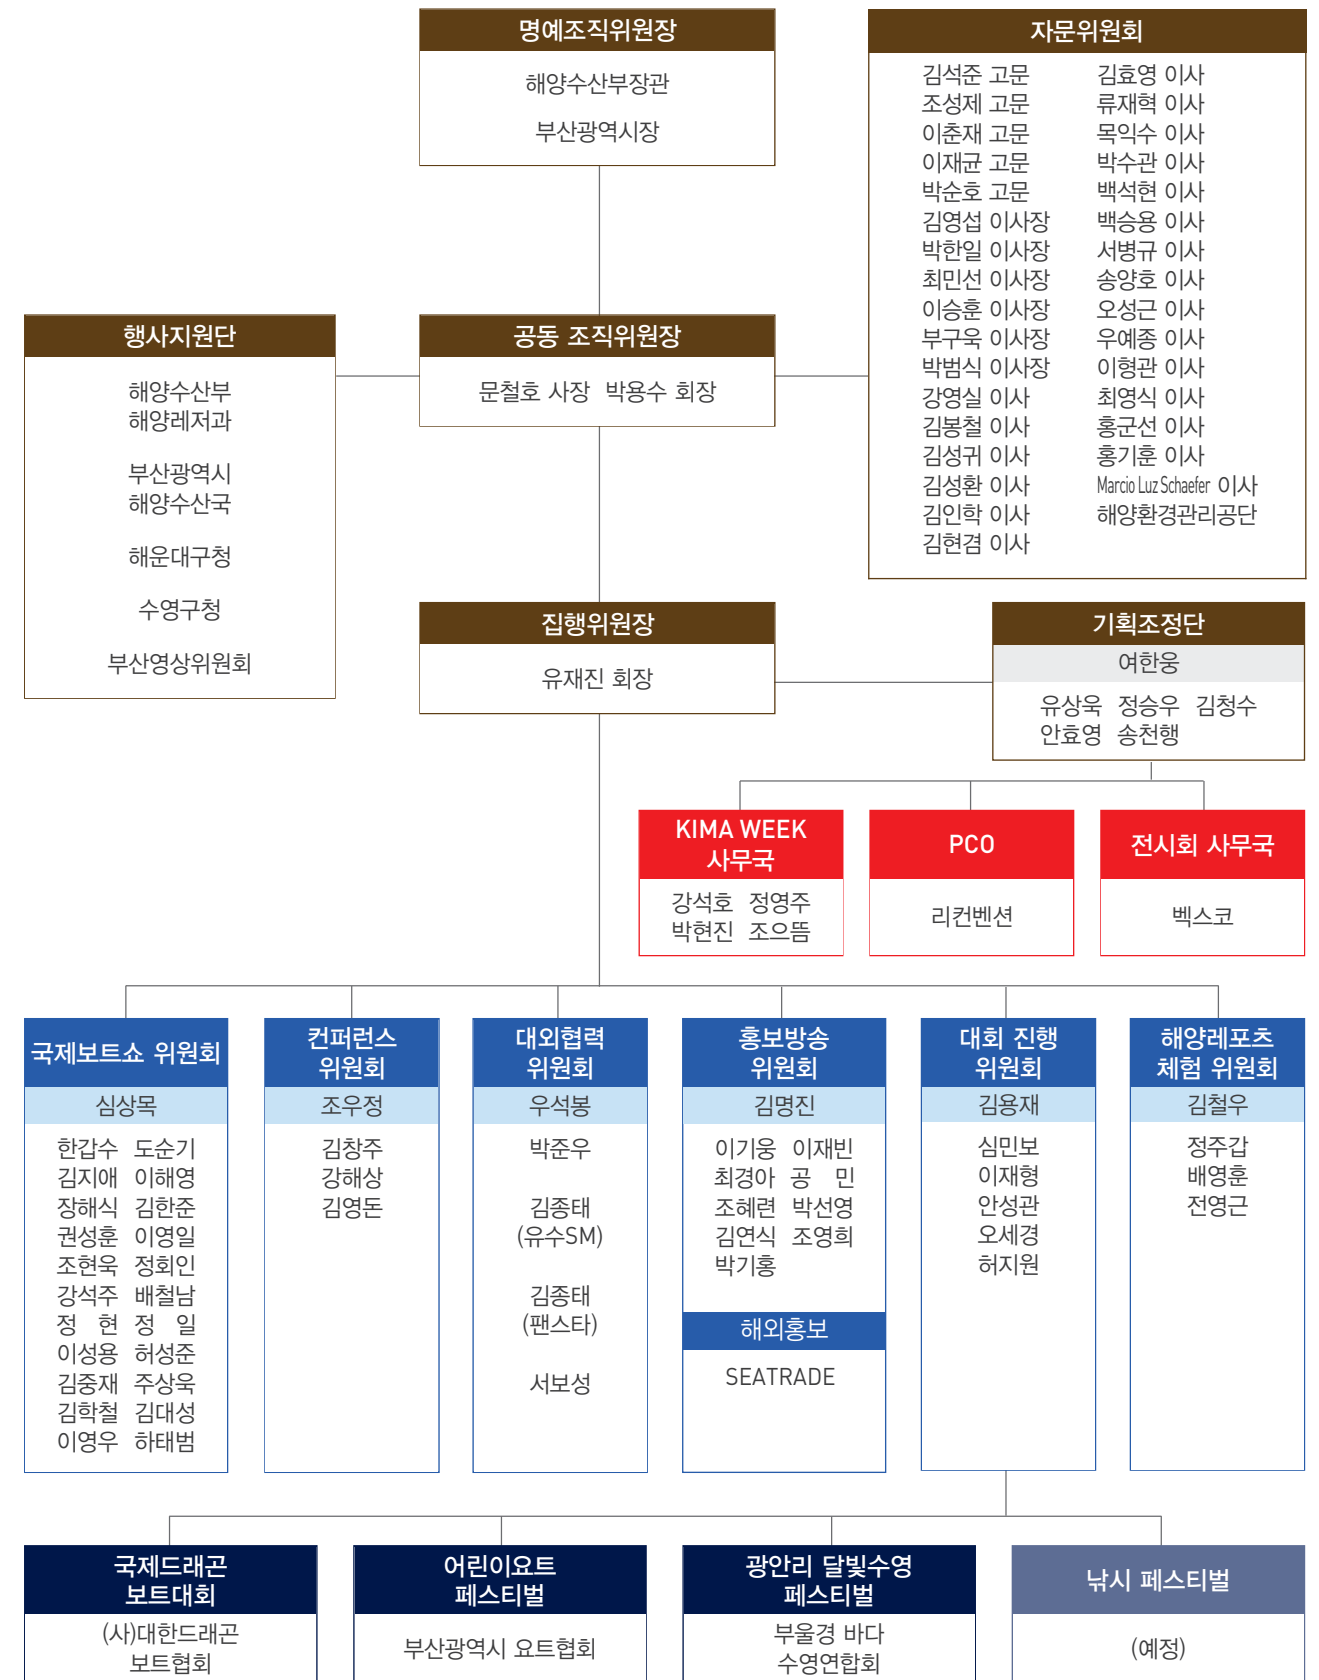 명예조직위원장
해양수산부장관
부산광역시장
자문위원회
김석준 고문 김효영 이사
조성제 고문 류재혁 이사
이춘재 고문 목익수 이사
이재균 고문 박수관 이사
박순호 고문 백석현 이사
김영섭 이사장 백승용 이사
박한일 이사장 서병규 이사
최민선 이사장 송양호 이사
이승훈 이사장 오성근 이사
부구욱 이사장 우예종 이사
박범식 이사장 이형관 이사
강영실 이사 최영식 이사
김봉철 이사 홍군선 이사
김성귀 이사 홍기훈 이사
김성환 이사 Marcio Luz Schaefer 이사
김인학 이사 해양환경관리공단
김현겸 이사
행사지원단
해양수산부
해양레저과
부산광역시
해양수산국
해운대구청
수영구청
부산영상위원회
공동 조직위원장
문철호 사장 박용수 회장
집행위원장
유재진 회장
기획조정단
여한웅
유상욱 정승우 김청수
안효영 송천행
KIMA WEEK
사무국
강석호 정영주
박현진 조으뜸
PCO
리컨벤션
전시회 사무국
벡스코
국제보트쇼 위원회
심상목
한갑수 도순기
김지애 이해영
장해식 김한준
권성훈 이영일
조현욱 정회인
강석주 배철남
정 현 정 일
이성용 허성준
김중재 주상욱
김학철 김대성
이영우 하태범
컨퍼런스
위원회
조우정
김창주
강해상
김영돈
대외협력
위원회
우석봉
박준우
김종태
(유수SM)
김종태
(팬스타)
서보성
홍보방송
위원회
김명진
이기웅 이재빈
최경아 공 민
조혜련 박선영
김연식 조영희
박기홍
해외홍보
SEATRADE
대회 진행
위원회
김용재
심민보
이재형
안성관
오세경
허지원
해양레포츠
체험 위원회
김철우
정주갑
배영훈
전영근
국제드래곤
보트대회
(사)대한드래곤
보트협회
어린이요트
페스티벌
부산광역시 요트협회
광안리 달빛수영
페스티벌
부울경 바다
수영연합회
낚시 페스티벌
(예정)